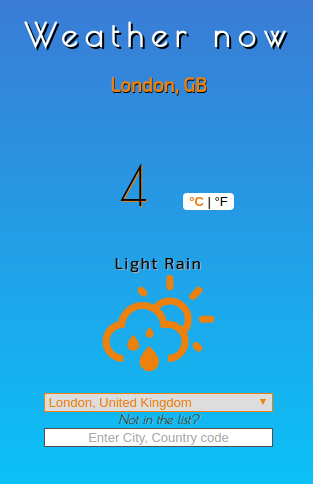 Weather now
London, GB
4
°C | °F
Light Rain
London, United Kingdom
Not in the list?
Enter City, Country code